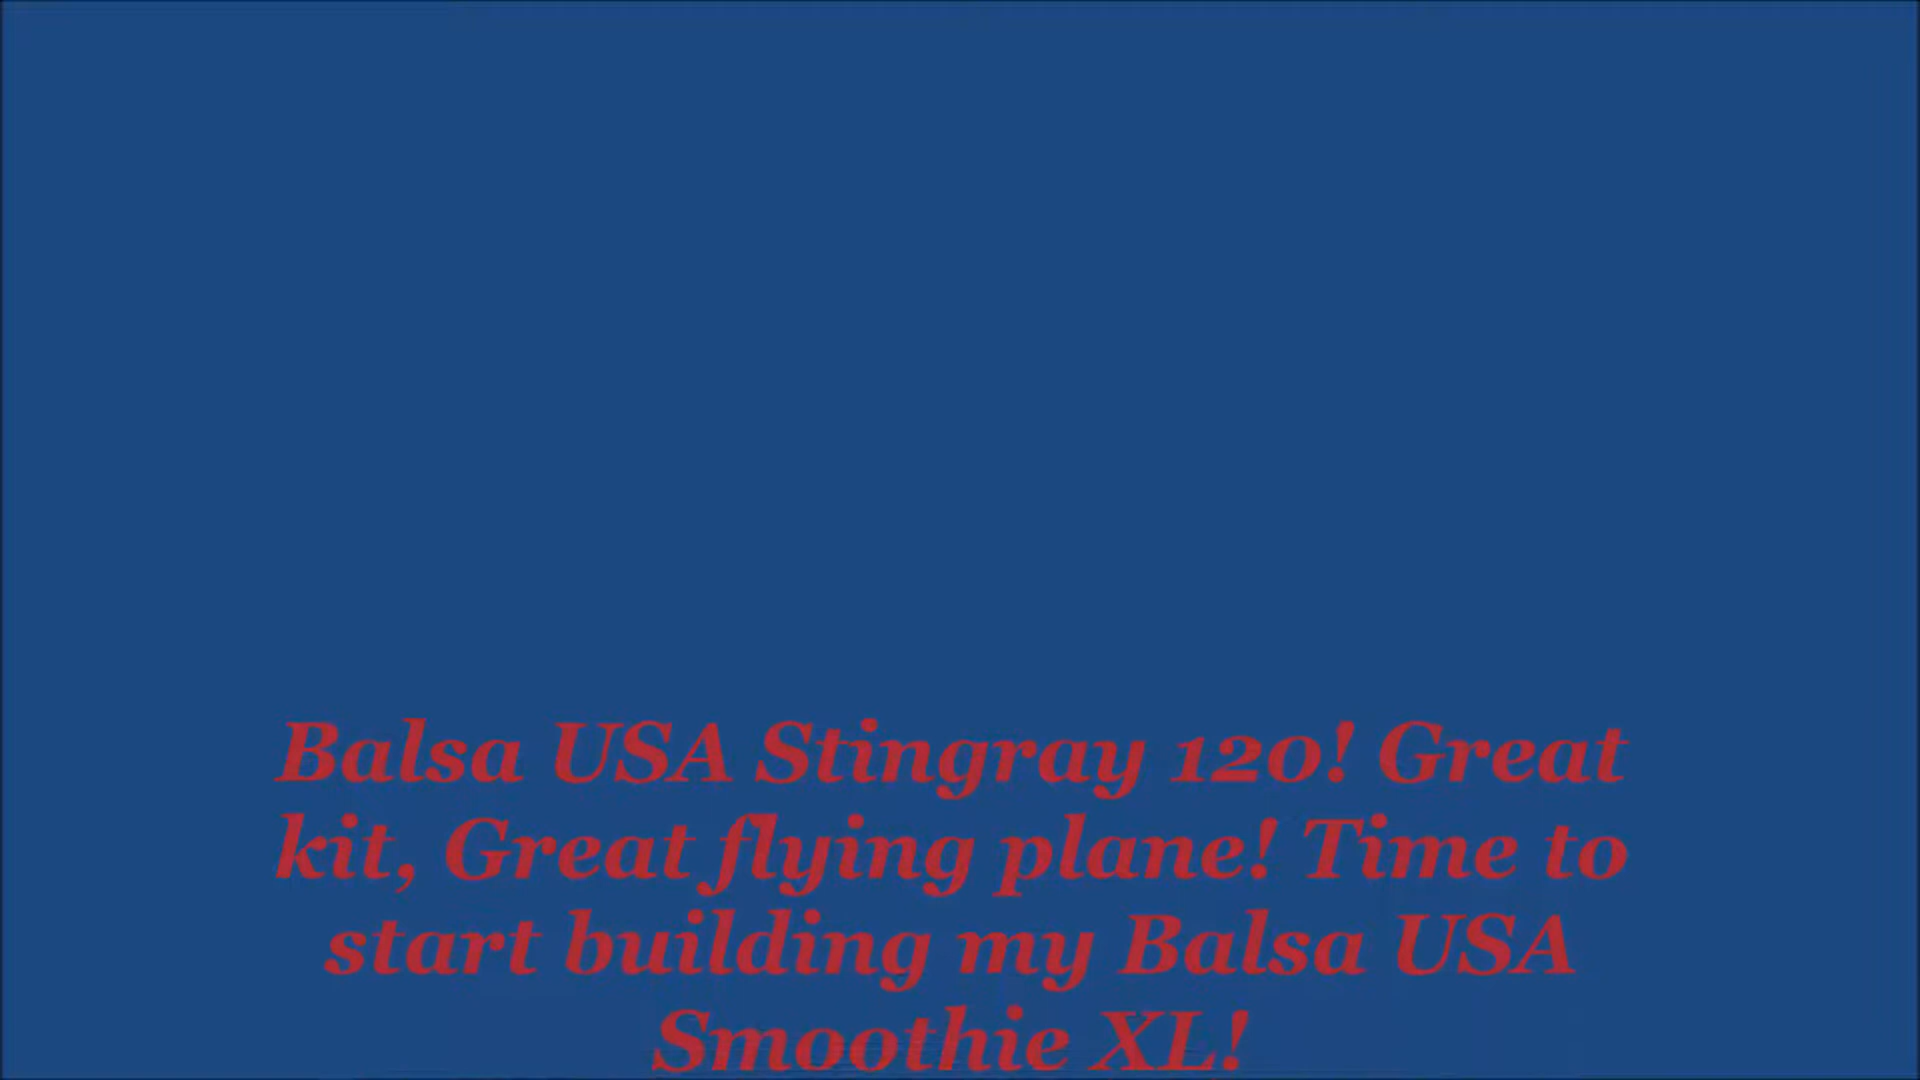 Balsa USA Stingray 120! Great
kit, Great flying plane! Time to
start building my Balsa USA
Smoothie XL!